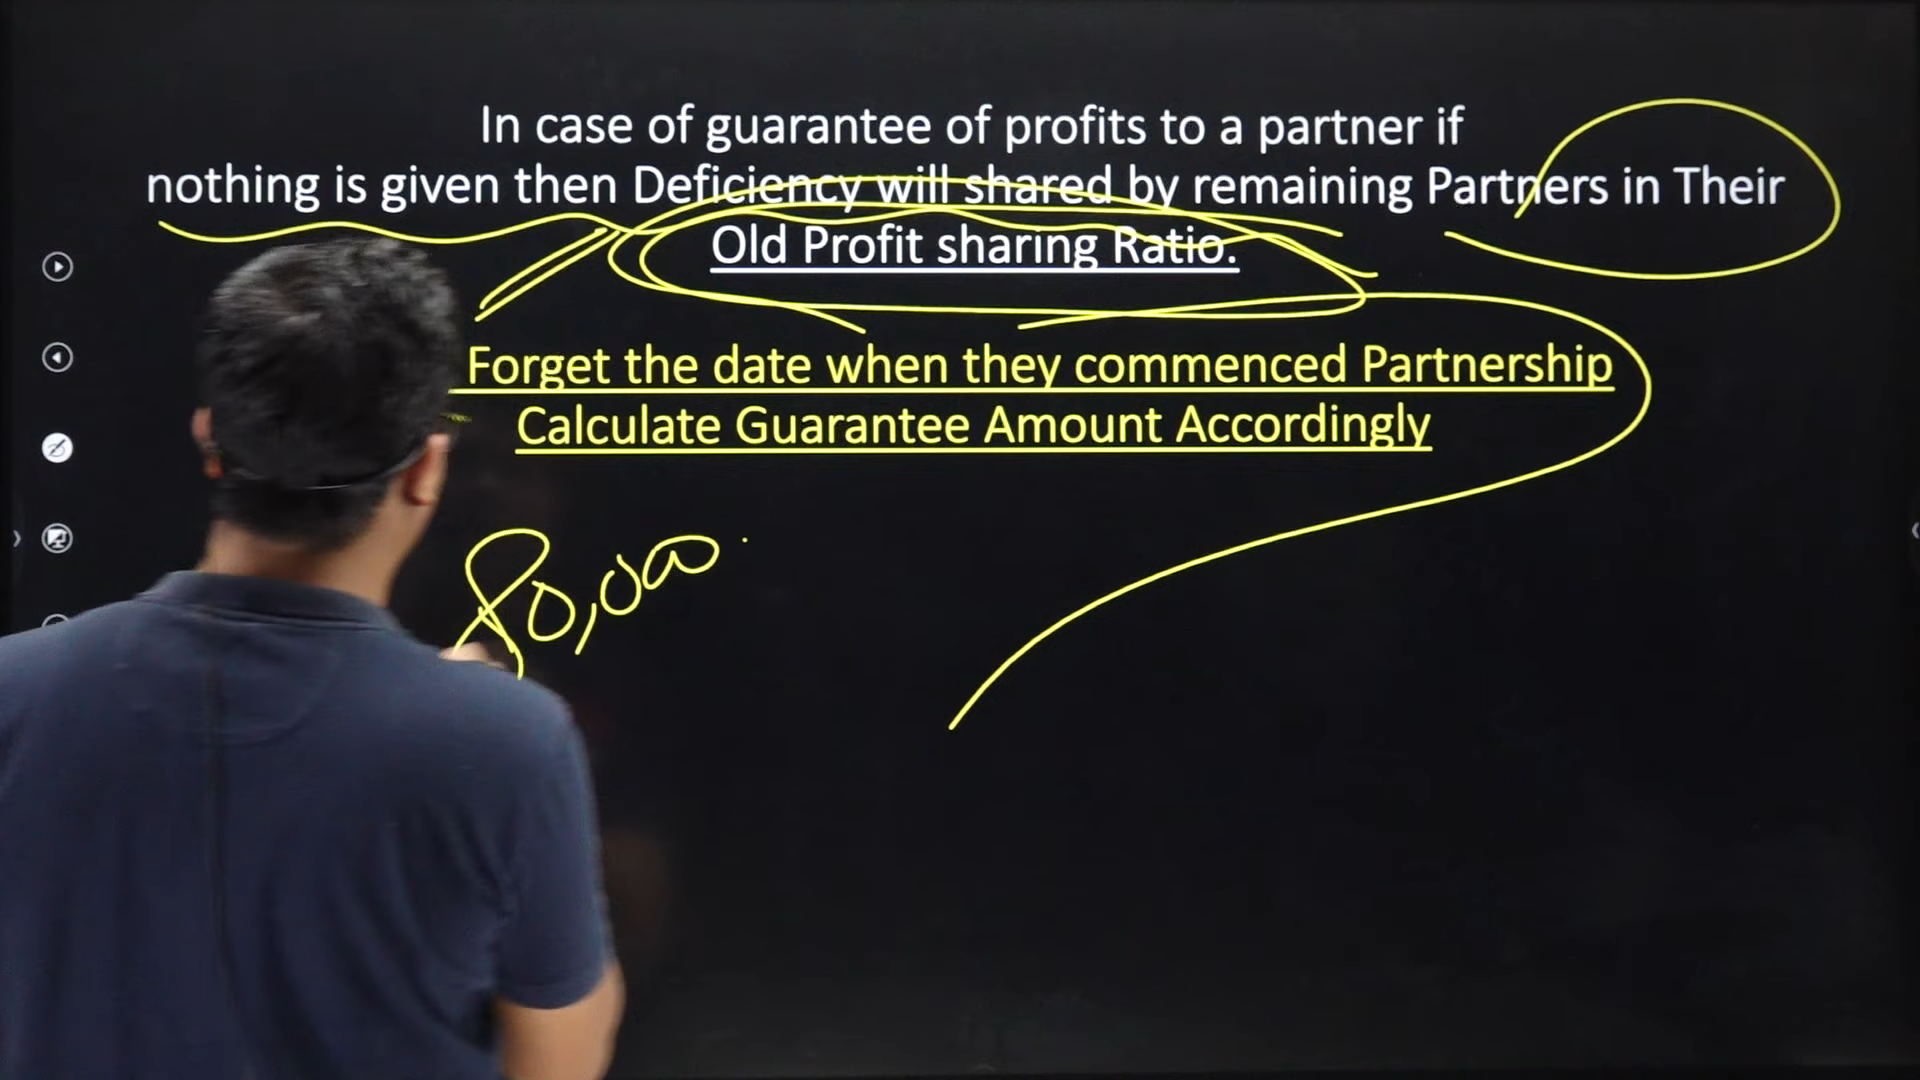 In case of guarantee of profits to a partner if
nothing is given then Deficiency will shared by remaining Partners in Their
Old Profit sharing Ratio.
Forget the date when they commenced Partnership
Calculate Guarantee Amount Accordingly
80,000